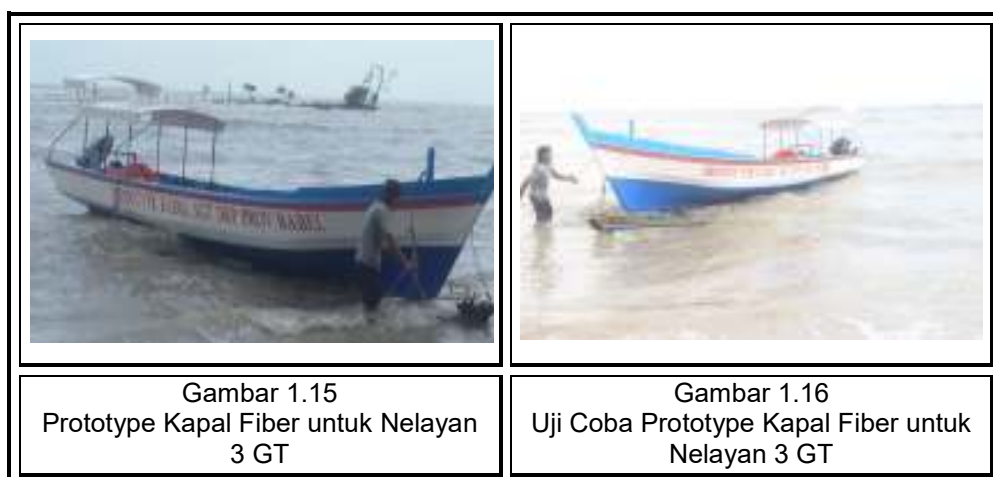 Gambar 1.15
Prototype Kapal Fiber untuk Nelayan
3 GT
Gambar 1.16
Uji Coba Prototype Kapal Fiber untuk
Nelayan 3 GT